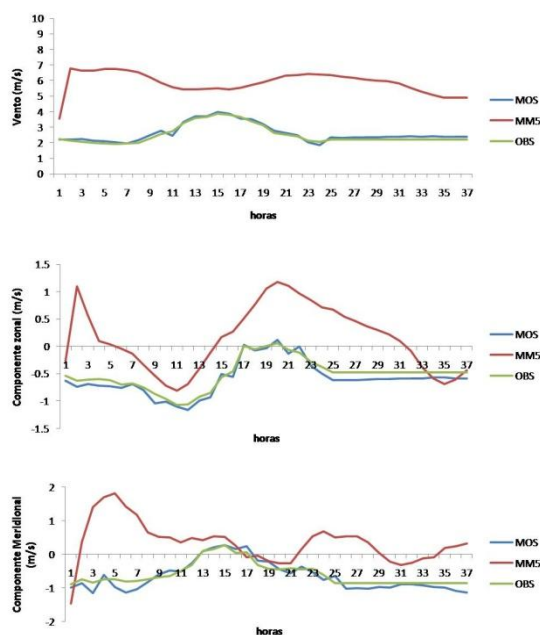 Vento (m/s)
10
9
8
7
6
5
4
3
2
1
0
1 3 5 7 9 11 13 15 17 19 21 23 25 27 29 31 33 35 37
horas
MOS
MM5
OBS
Componente zonal (m/s)
1.5
1
0.5
0
-0.5
-1
-1.5
1 3 5 7 9 11 13 15 17 19 21 23 25 27 29 31 33 35 37
horas
MOS
MM5
OBS
Componente Meridional
(m/s)
2
1
0
-1
-2
1 3 5 7 9 11 13 15 17 19 21 23 25 27 29 31 33 35 37
horas
MOS
MM5
OBS